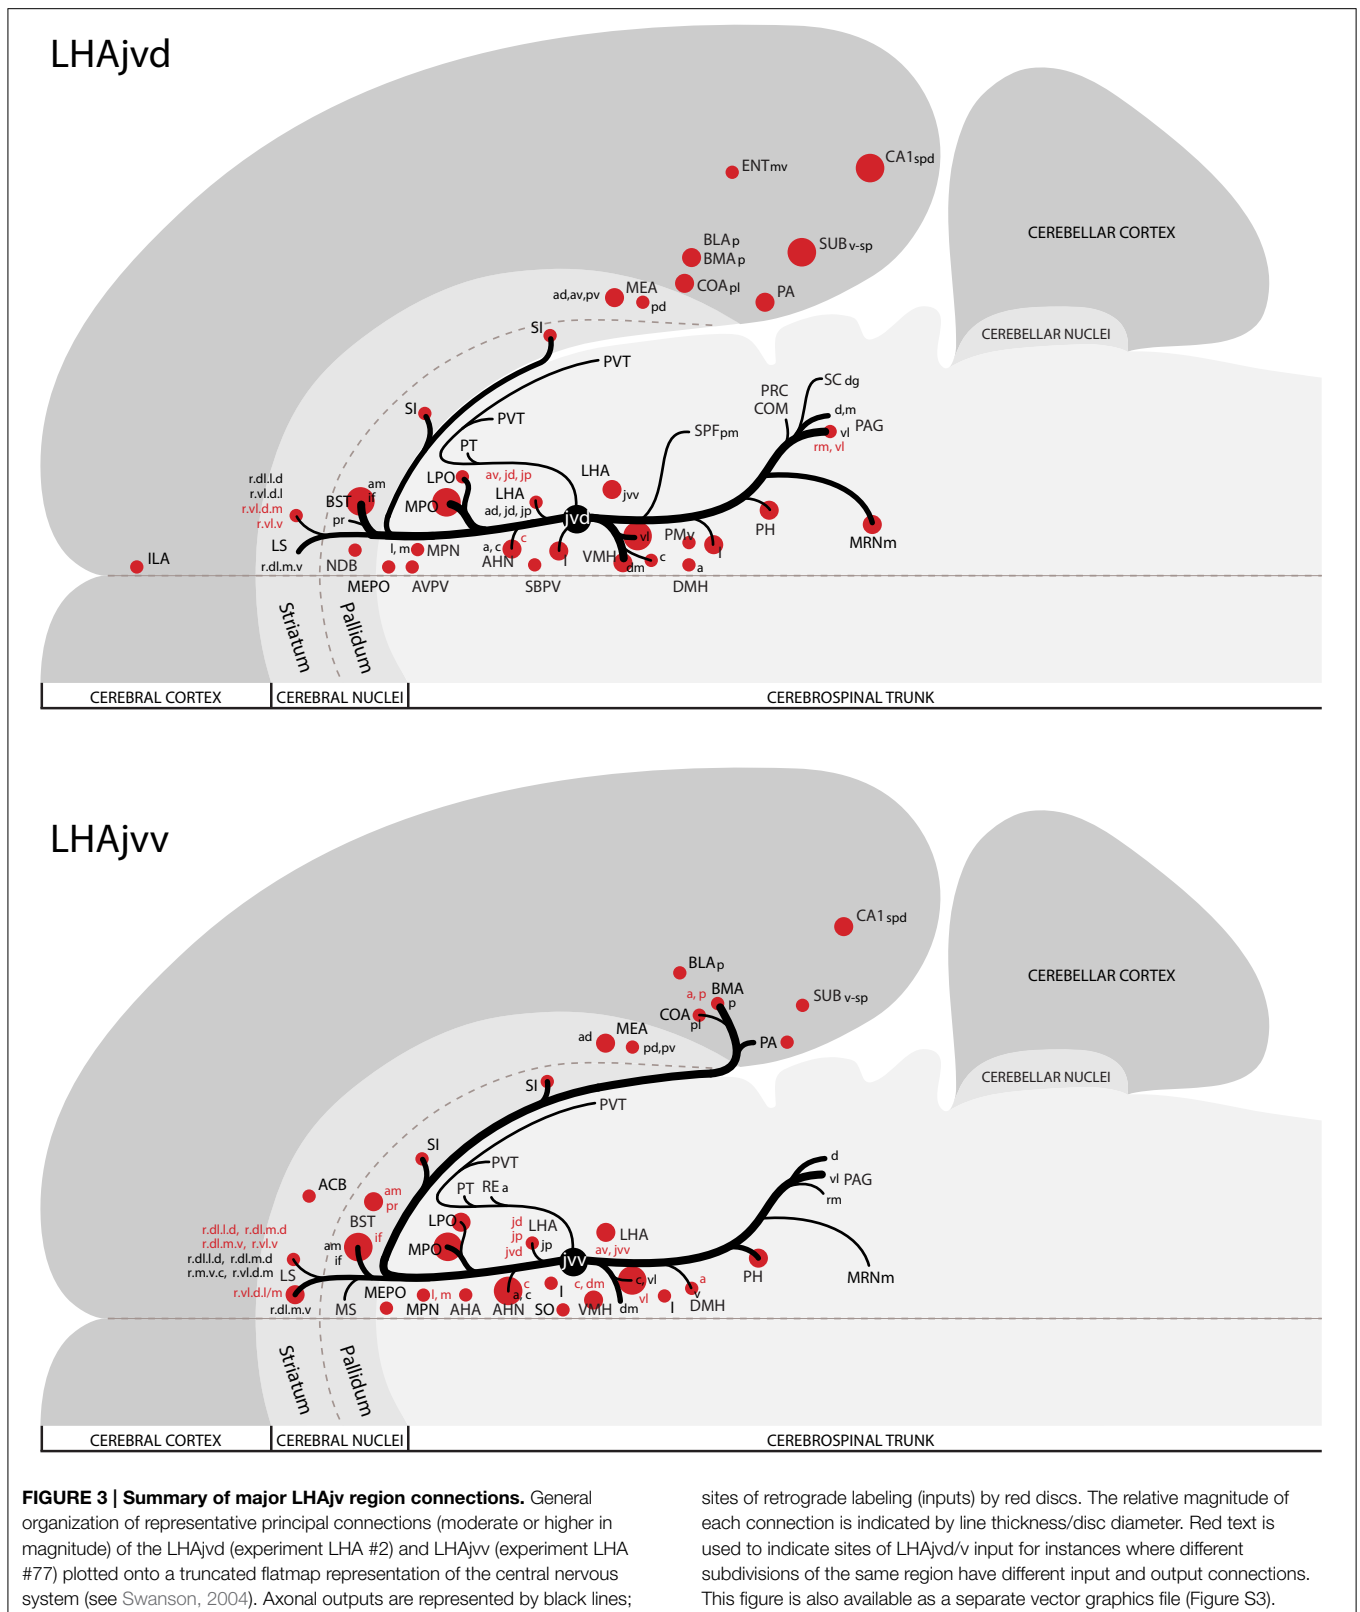 LHAjvd
ENTmv
CA1spd
BLAp
BMAp
SUBv-sp
CEREBELLAR CORTEX
MEA
COApl
PA
ad,av,pv
pd
SI
CEREBELLAR NUCLEI
PVT
SC dg
PRC
COM
SI
PVT
SPFpm
d,m
PAG
vl
rm, vl
PT
LPO
av, jd, jp
LHA
r.dl.l.d
r.vl.d.l
r.vl.d.m
r.vl.v
am
BST
if
pr
MPO
LHA
ad, jd, jp
jvv
jvd
PH
MRNm
LS
r.dl.m.v
ILA
NDB
l, m
MPN
a, c
c
AHN
l
VMH
vl
dm
c
PMv
l
a
MEPO
AVPV
SBPV
DMH
Striatum
Pallidum
CEREBRAL CORTEX
CEREBRAL NUCLEI
CEREBROSPINAL TRUNK
LHAjvv
CA1spd
BLAp
a, p
BMA
p
SUBv-sp
CEREBELLAR CORTEX
COA
pl
MEA
ad
pd,pv
PA
SI
CEREBELLAR NUCLEI
PVT
SI
PVT
d
vl PAG
rm
ACB
am
pr
PT
RE a
BST
if
LPO
jd
jp
jvd
LHA
jp
LHA
av, jvv
r.dl.l.d, r.dl.m.d
r.dl.m.v, r.vl.v
r.dl.l.d, r.dl.m.d
r.m.v.c, r.vl.d.m
LS
r.vl.d.l/m
r.dl.m.v
am
if
MPO
jvv
PH
MRNm
MS
MEPO
l, m
MPN
AHA
c
a, c
AHN
l
SO
c, dm
VMH
c, vl
vl
dm
l
a
v
DMH
Striatum
Pallidum
CEREBRAL CORTEX
CEREBRAL NUCLEI
CEREBROSPINAL TRUNK
FIGURE 3 | Summary of major LHAjv region connections. General
organization of representative principal connections (moderate or higher in
magnitude) of the LHAjvd (experiment LHA #2) and LHAjvv (experiment LHA
#77) plotted onto a truncated flatmap representation of the central nervous
system (see Swanson, 2004). Axonal outputs are represented by black lines;
sites of retrograde labeling (inputs) by red discs. The relative magnitude of
each connection is indicated by line thickness/disc diameter. Red text is
used to indicate sites of LHAjvd/v input for instances where different
subdivisions of the same region have different input and output connections.
This figure is also available as a separate vector graphics file (Figure S3).